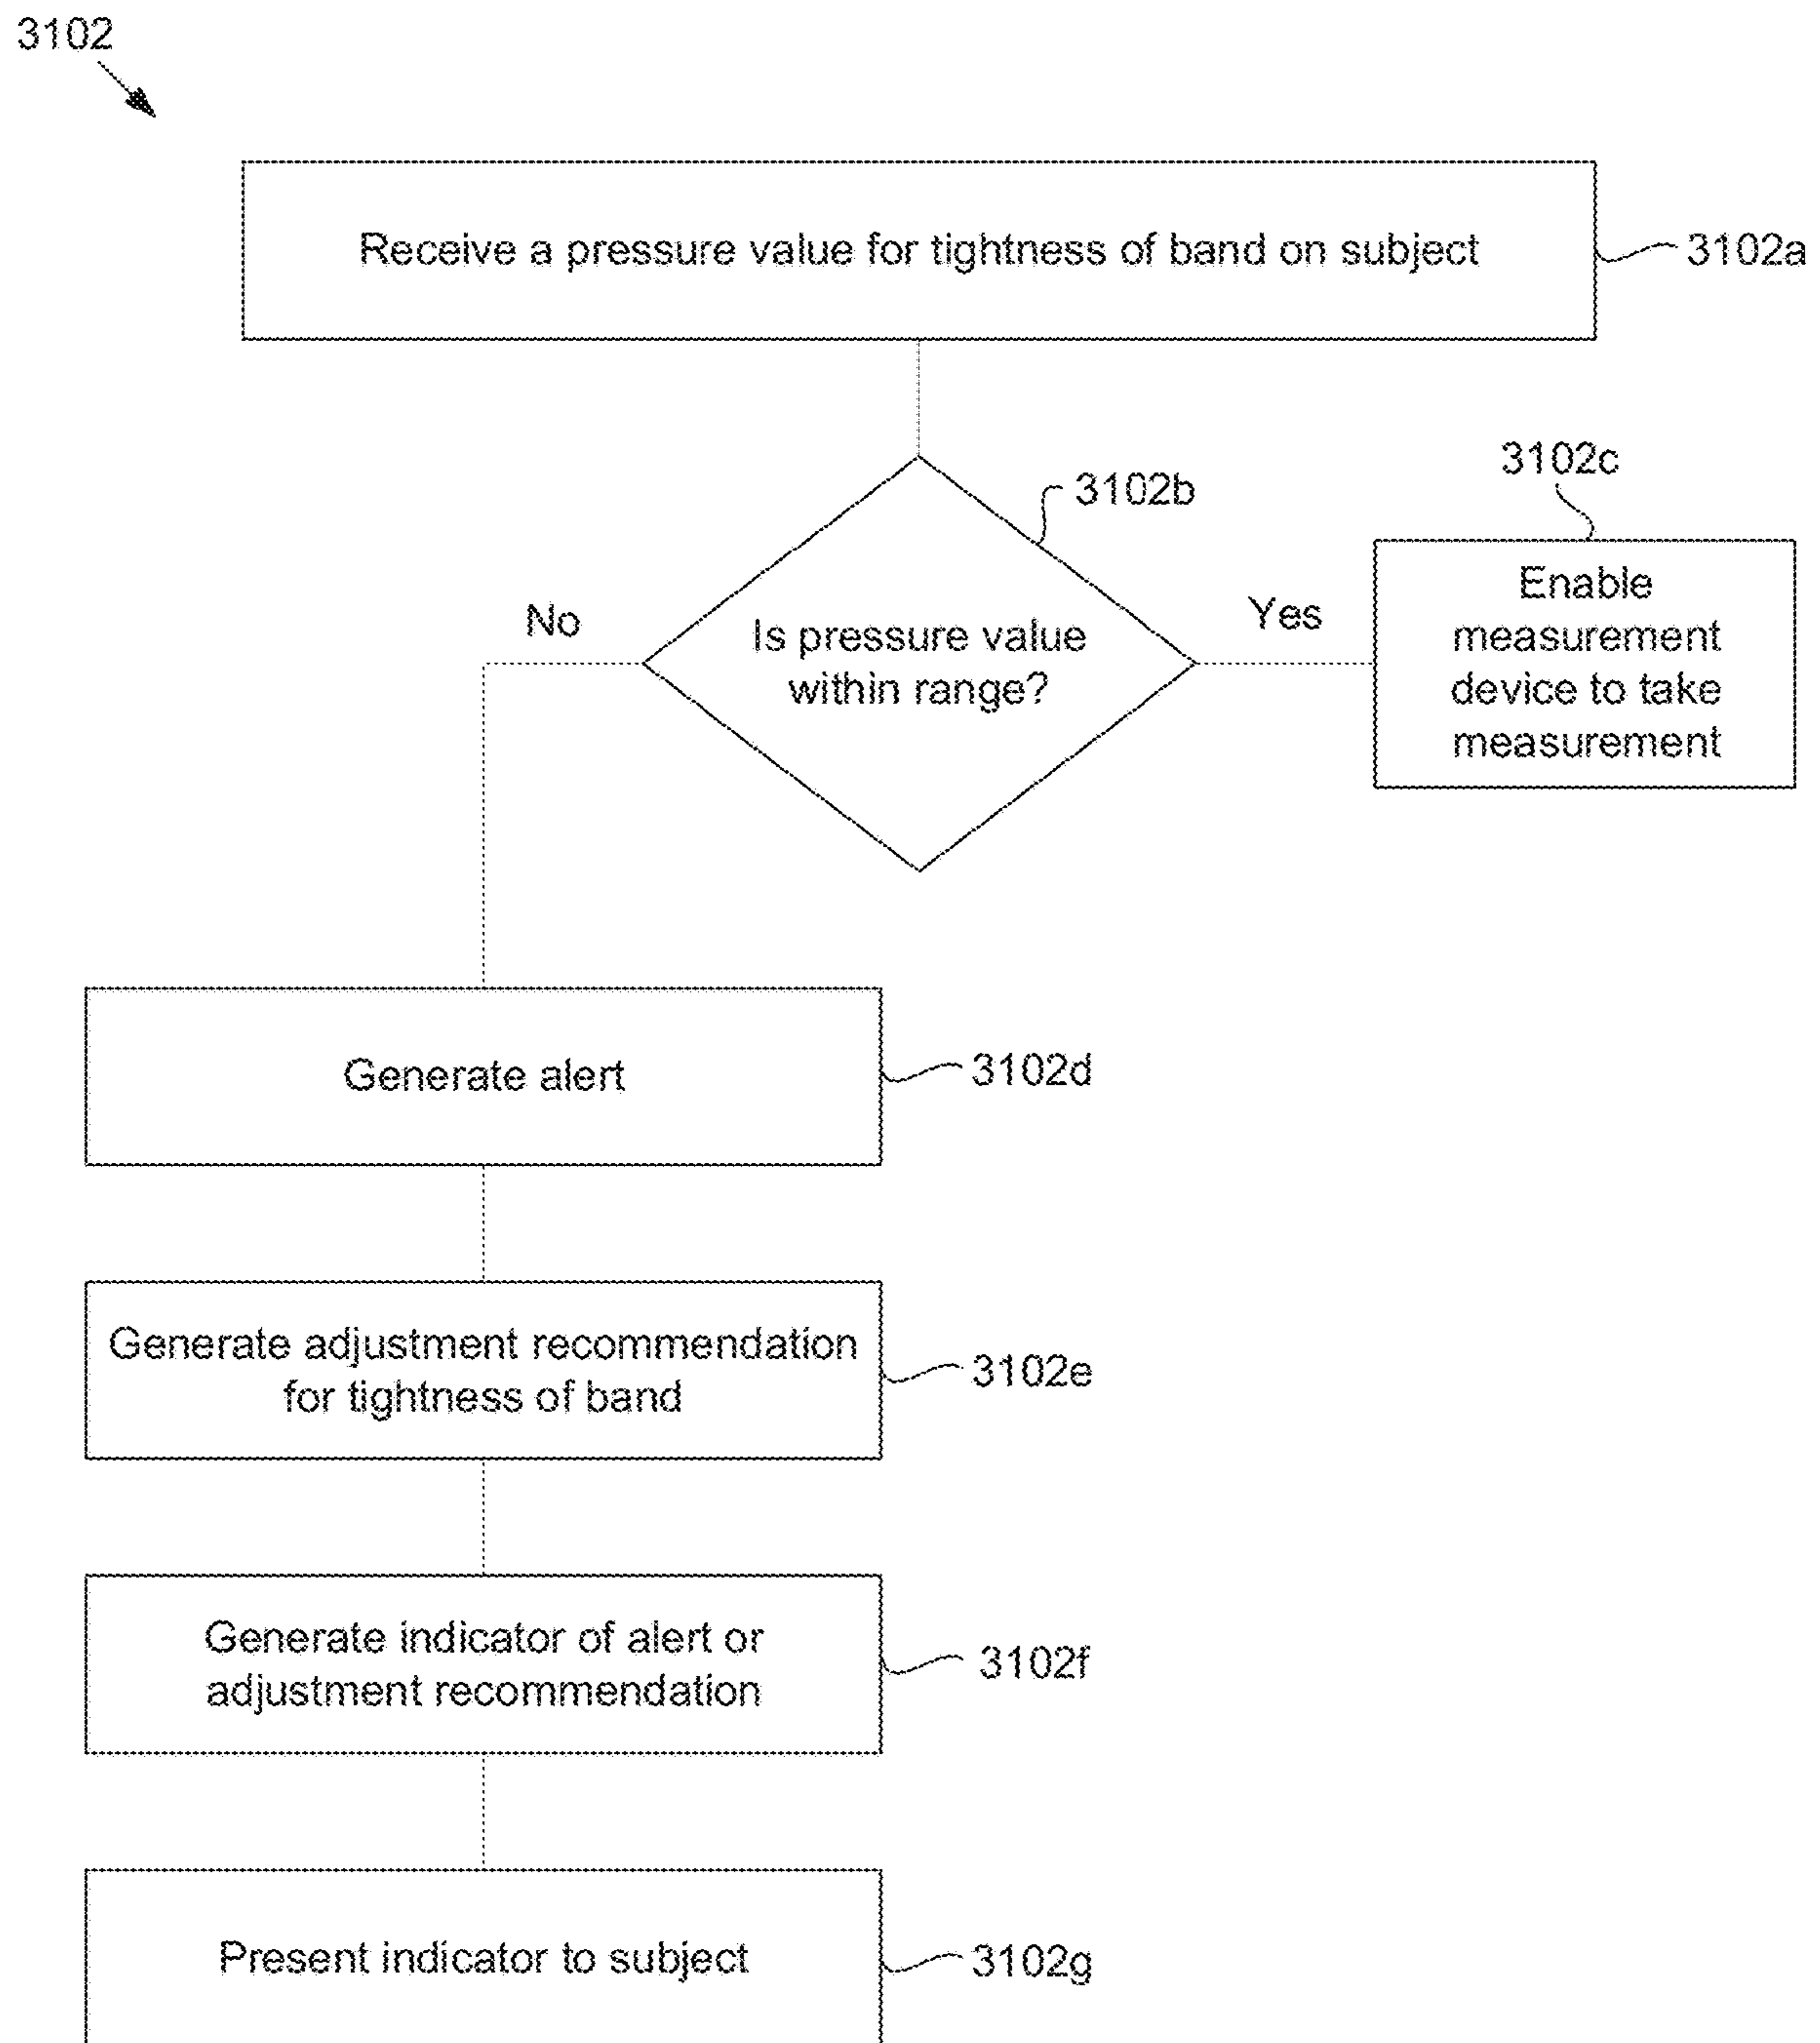 3102
Receive a pressure value for tightness of band on subject
3102a
3102b
3102c
No
Is pressure value
within range?
Yes
Enable
measurement
device to take
measurement
Generate alert
3102d
Generate adjustment recommendation
for tightness of band
3102e
Generate indicator of alert or
adjustment recommendation
3102f
Present indicator to subject
3102g